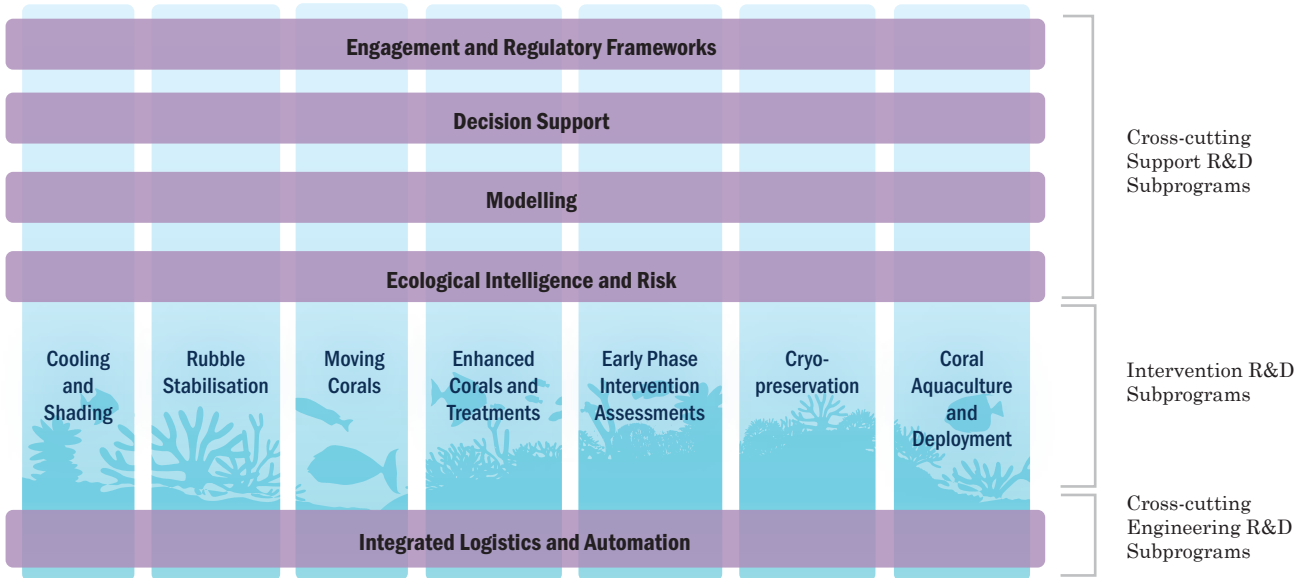 Engagement and Regulatory Frameworks
Decision Support
Modelling
Ecological Intelligence and Risk
Cross-cutting
Support R&D
Subprograms
Cooling
and
Shading
Rubble
Stabilisation
Moving
Corals
Enhanced
Corals and
Treatments
Early Phase
Intervention
Assessments
Cryo-
preservation
Coral
Aquaculture
and
Deployment
Intervention R&D
Subprograms
Integrated Logistics and Automation
Cross-cutting
Engineering R&D
Subprograms